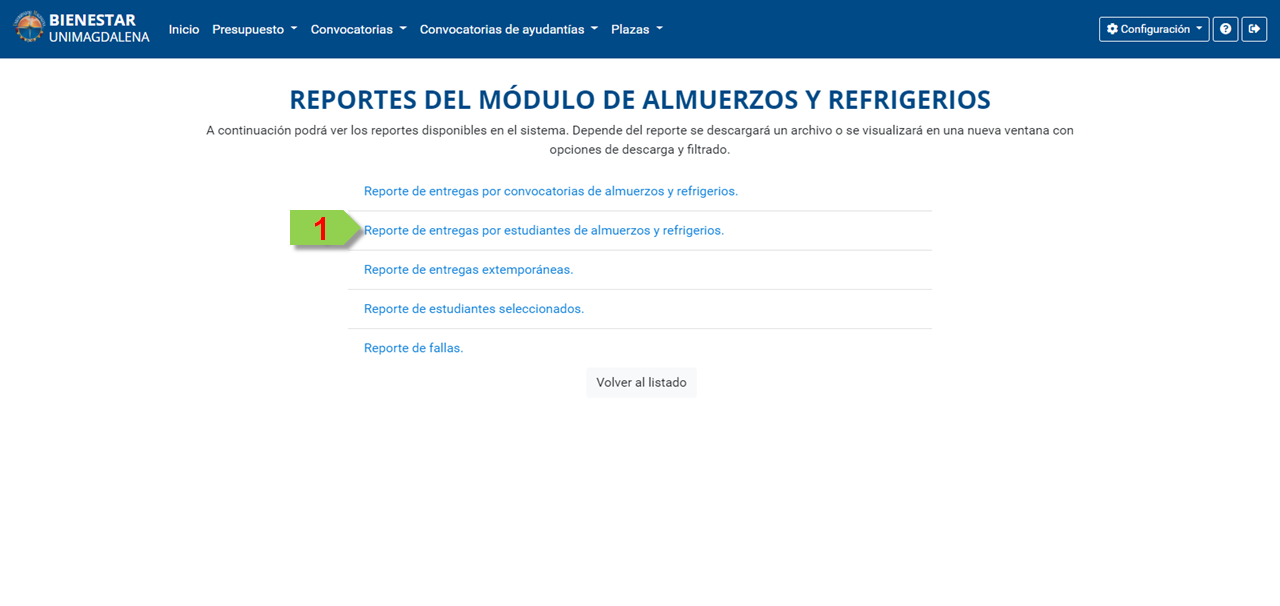 BIENESTAR
UNIMAGDALENA
Inicio Presupuesto Convocatorias Convocatorias de ayudantías Plazas Configuración
REPORTES DEL MÓDULO DE ALMUERZOS Y REFRIGERIOS
A continuación podrá ver los reportes disponibles en el sistema. Depende del reporte se descargará un archivo o se visualizará en una nueva ventana con
opciones de descarga y filtrado.
Reporte de entregas por convocatorias de almuerzos y refrigerios.
1 Reporte de entregas por estudiantes de almuerzos y refrigerios.
Reporte de entregas extemporáneas.
Reporte de estudiantes seleccionados.
Reporte de fallas.
Volver al listado